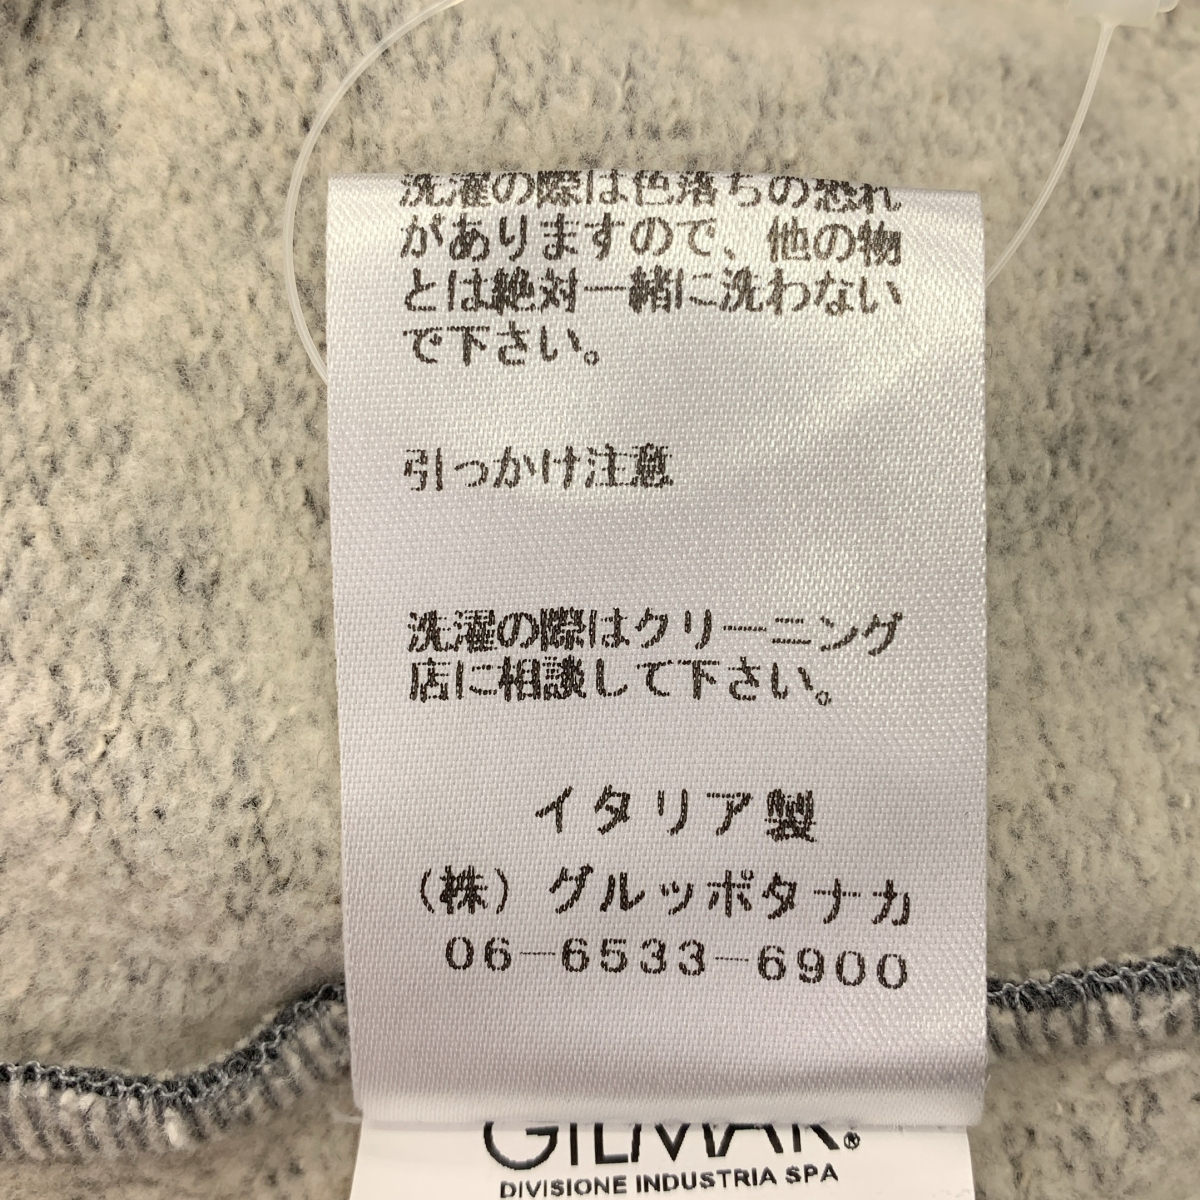 洗濯の際は色落ちの恐れ
がありますので、他の物
とは絶対一緒に洗わない
で下さい。
引っかけ注意
洗濯の際はクリーニング
店に相談して下さい。
イタリア製
(株)グルッポタナカ
06-6533-6900
GILMAR®
DIVISIONE INDUSTRIA SPA